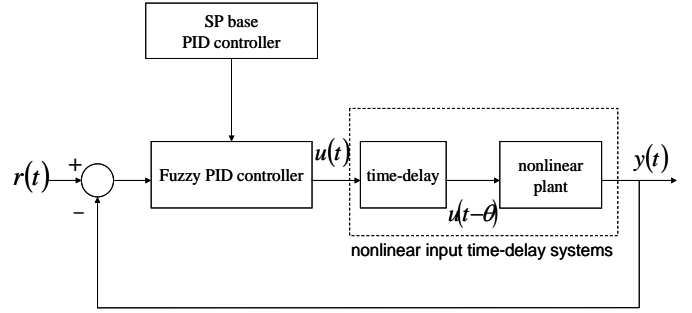 SP base
PID controller
r(t)
+
−
Fuzzy PID controller
u(t)
time-delay
u(t−θ)
nonlinear
plant
y(t)
nonlinear input time-delay systems